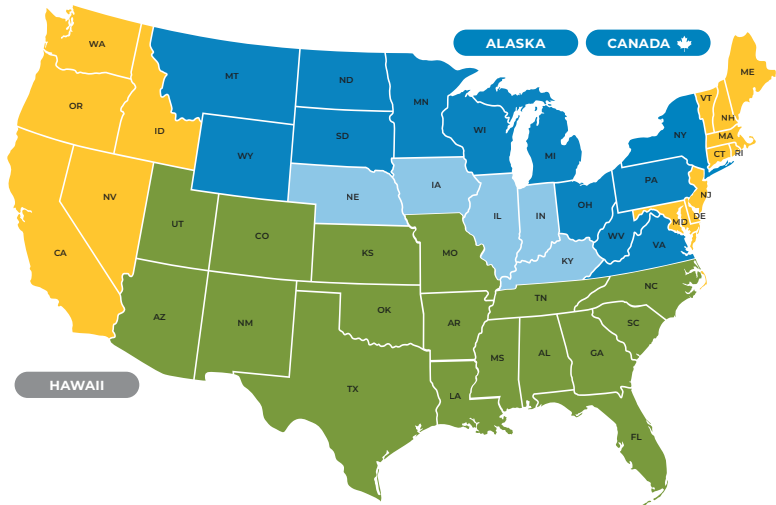 ALASKA
CANADA
WA
OR
ID
MT
ND
MN
WI
MI
SD
WY
NE
IA
IL
IN
OH
KY
WV
VA
PA
NY
VT
NH
ME
MA
CT
RI
NJ
DE
MD
NV
CA
UT
CO
KS
MO
AZ
NM
OK
AR
TN
NC
SC
MS
AL
GA
TX
LA
FL
HAWAII